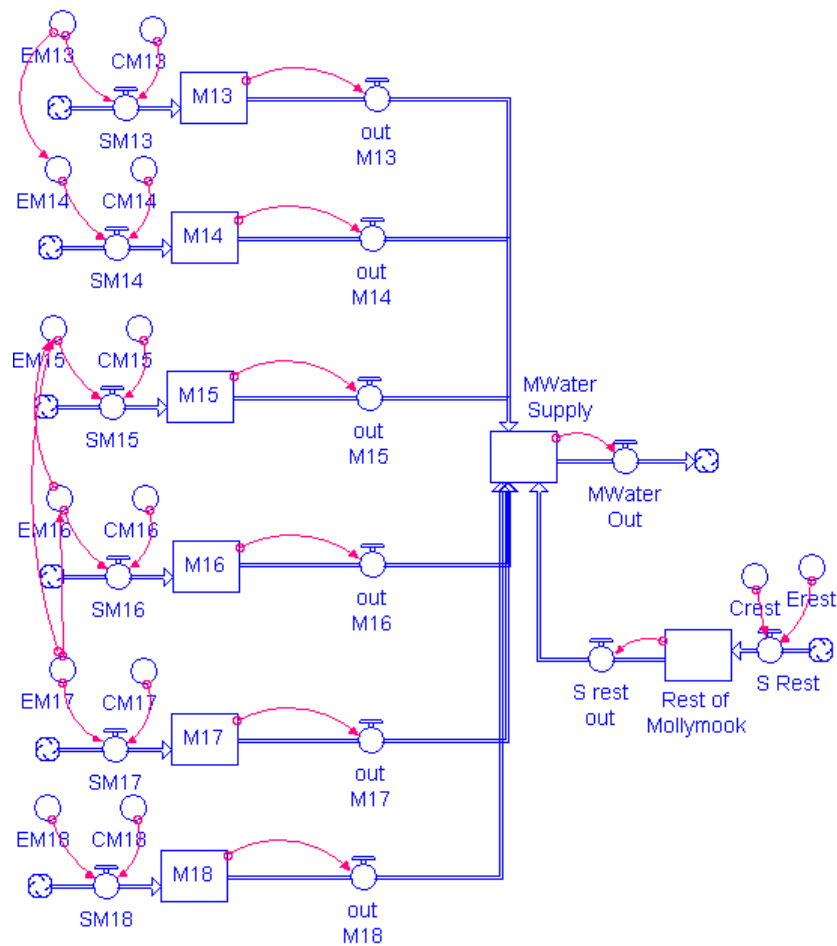 EM13
CM13
M13
SM13
out
M13
EM14
CM14
M14
SM14
out
M14
EM15
CM15
M15
SM15
out
M15
MWater
Supply
MWater
Out
EM16
CM16
M16
SM16
out
M16
Crest
Erest
S rest
out
Rest of
Mollymook
S Rest
EM17
CM17
M17
SM17
out
M17
EM18
CM18
M18
SM18
out
M18